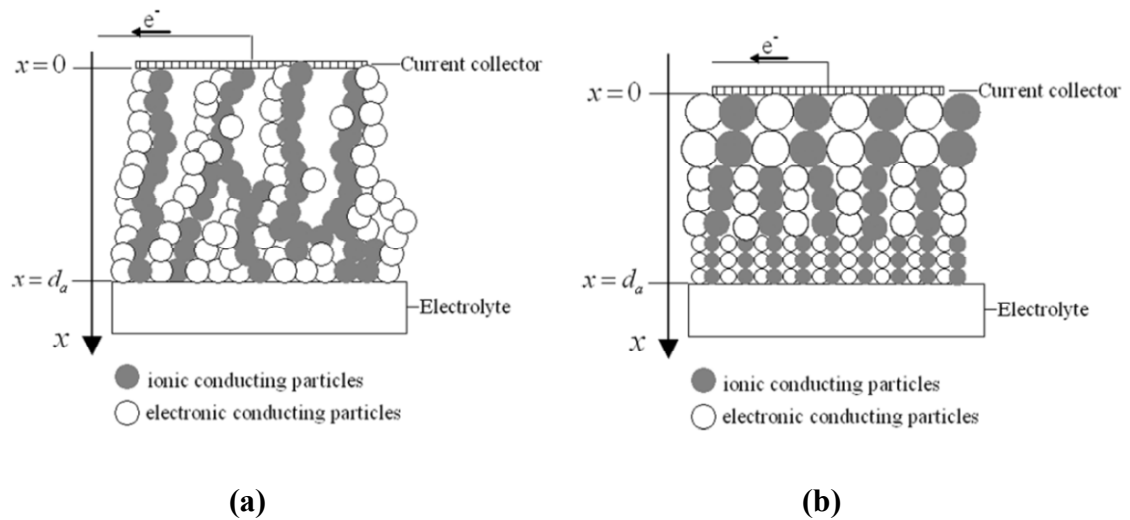 e-
x=0
Current collector
x=d_a
Electrolyte
x
ionic conducting particles
electronic conducting particles
(a)
e-
x=0
Current collector
x=d_a
Electrolyte
x
ionic conducting particles
electronic conducting particles
(b)